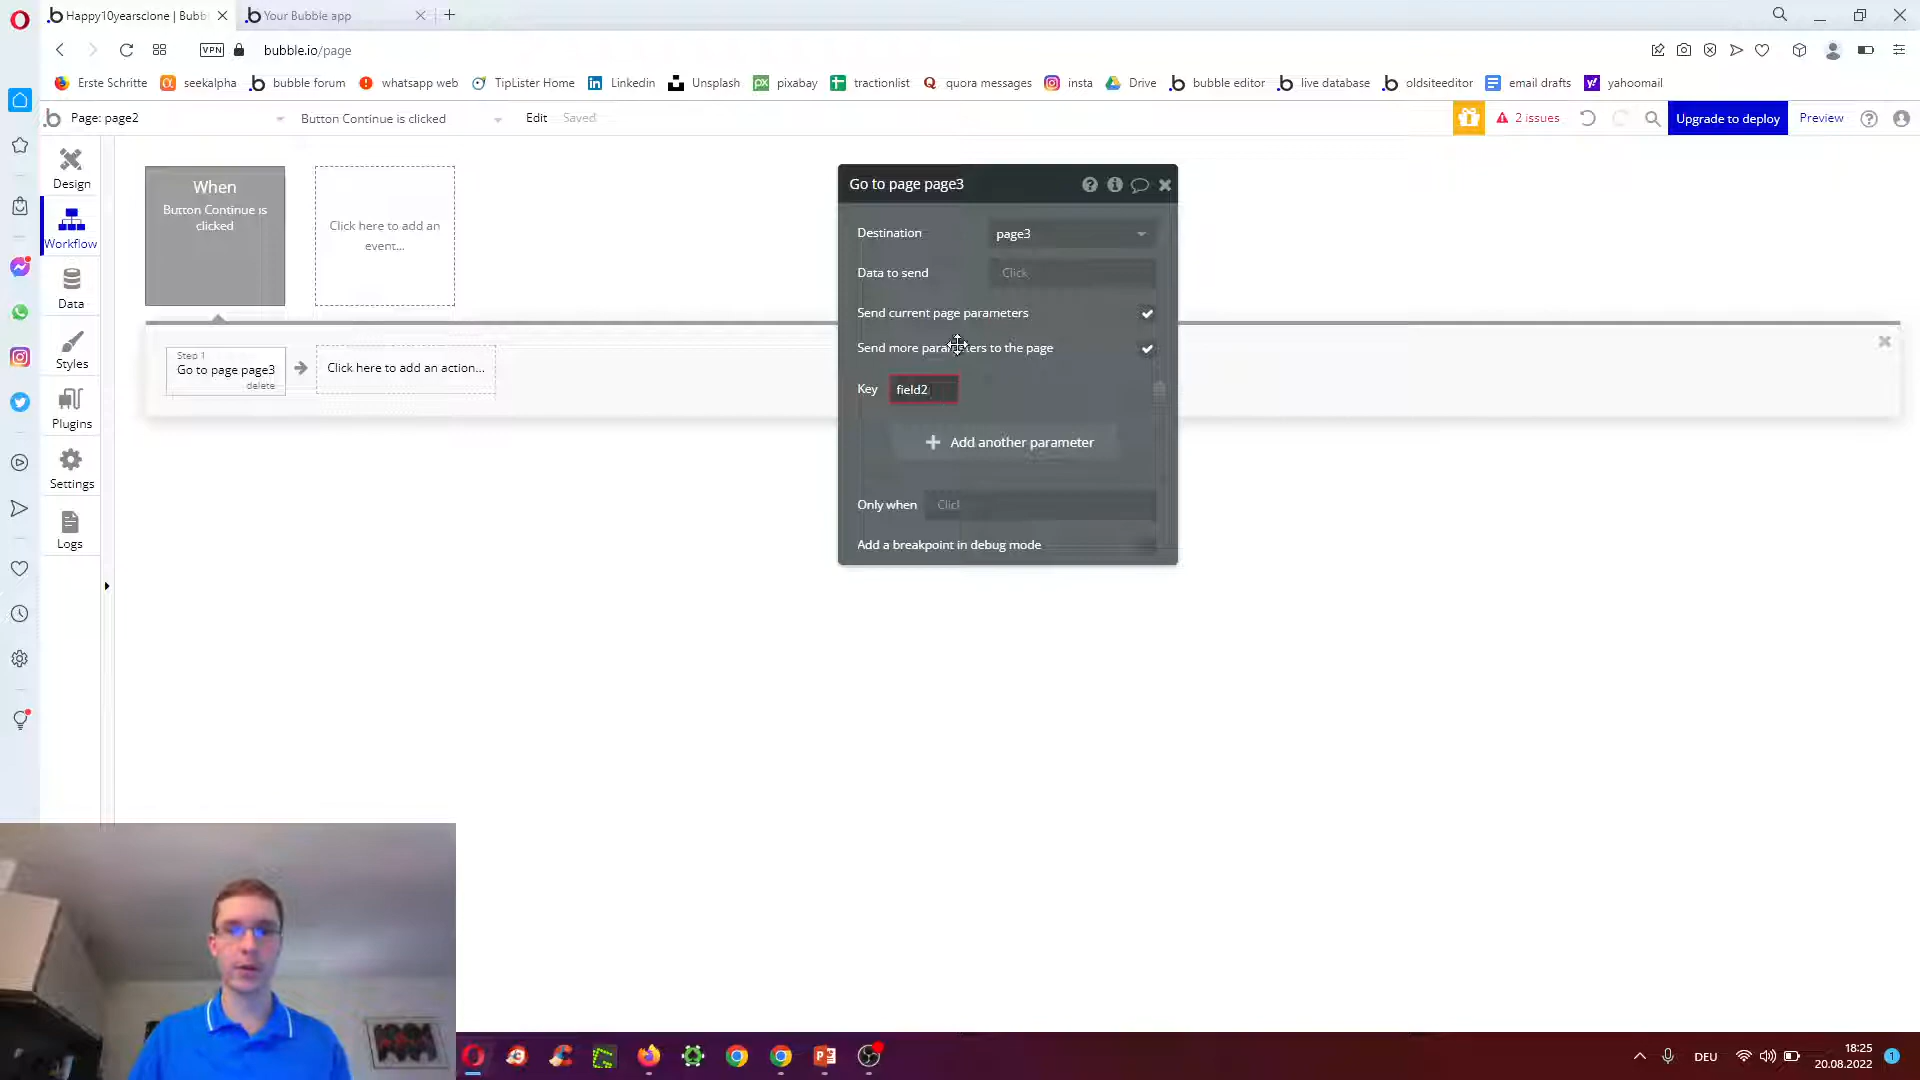 Happy10yearsclone | Bubb
Your Bubble app
VPN
bubble.io/page
Erste Schritte
seekalpha
bubble forum
whatsapp web
TipLister Home
Linkedin
Unsplash
pixabay
tractionlist
quora messages
insta
Drive
bubble editor
live database
oldsiteeditor
email drafts
yahoomail
Page: page2
Button Continue is clicked
Edit
Saved
2 issues
Upgrade to deploy
Preview
Design
Workflow
Data
Styles
Plugins
Settings
Logs
When
Button Continue is
clicked
Click here to add an
event...
Step 1
Go to page page3
delete
Click here to add an action...
Go to page page3
Destination
page3
Data to send
Click
Send current page parameters
Send more parameters to the page
Key
field2
Add another parameter
Only when
Click
Add a breakpoint in debug mode
DEU
18:25
20.08.2022
1